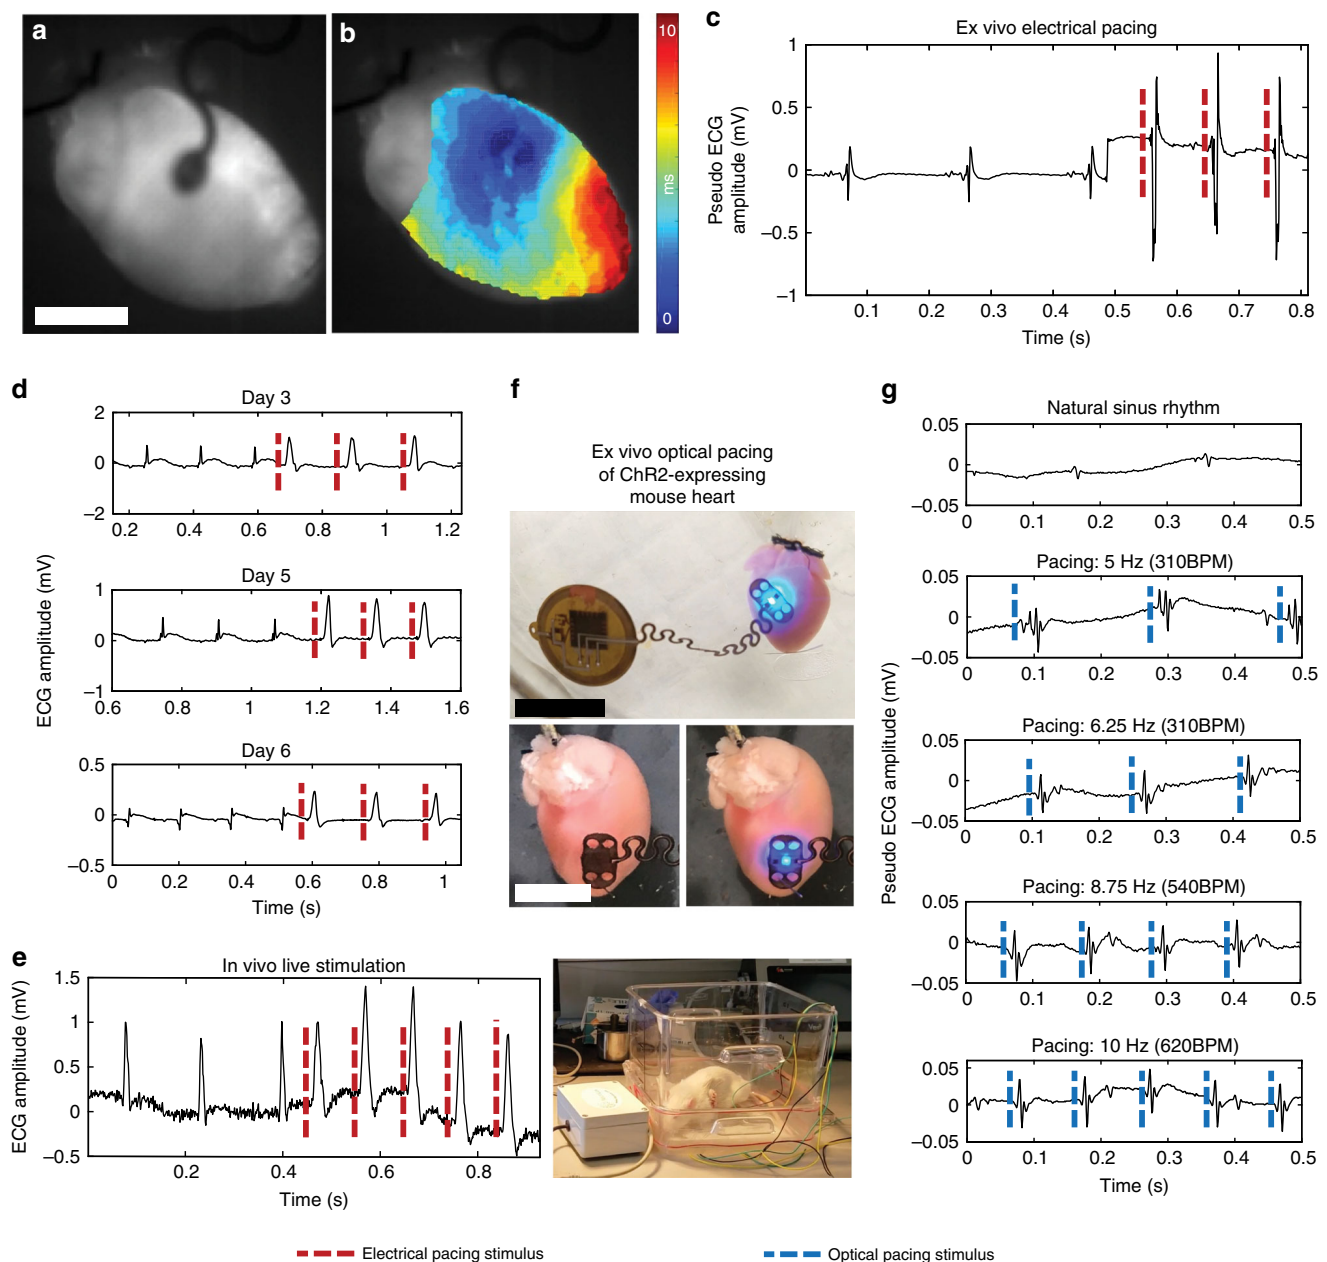 a
b
10
ms
0
c
Ex vivo electrical pacing
Pseudo ECG
amplitude (mV)
1
0.5
0
−0.5
−1
0.1 0.2 0.3 0.4 0.5 0.6 0.7 0.8
Time (s)
d
ECG amplitude (mV)
Day 3
2
0
−2
0.2 0.4 0.6 0.8 1 1.2
Day 5
1
0
−1
0.6 0.8 1 1.2 1.4 1.6
Day 6
0.5
0
−0.5
0 0.2 0.4 0.6 0.8 1
Time (s)
e
In vivo live stimulation
ECG amplitude (mV)
1.5
1
0.5
0
−0.5
0.2 0.4 0.6 0.8
Time (s)
f
Ex vivo optical pacing
of ChR2-expressing
mouse heart
g
Pseudo ECG amplitude (mV)
Natural sinus rhythm
0.05
0
−0.05
0 0.1 0.2 0.3 0.4 0.5
Pacing: 5 Hz (310BPM)
0.05
0
−0.05
0 0.1 0.2 0.3 0.4 0.5
Pacing: 6.25 Hz (310BPM)
0.05
0
−0.05
0 0.1 0.2 0.3 0.4 0.5
Pacing: 8.75 Hz (540BPM)
0.05
0
−0.05
0 0.1 0.2 0.3 0.4 0.5
Pacing: 10 Hz (620BPM)
0.05
0
−0.05
0 0.1 0.2 0.3 0.4 0.5
Time (s)
Electrical pacing stimulus
Optical pacing stimulus